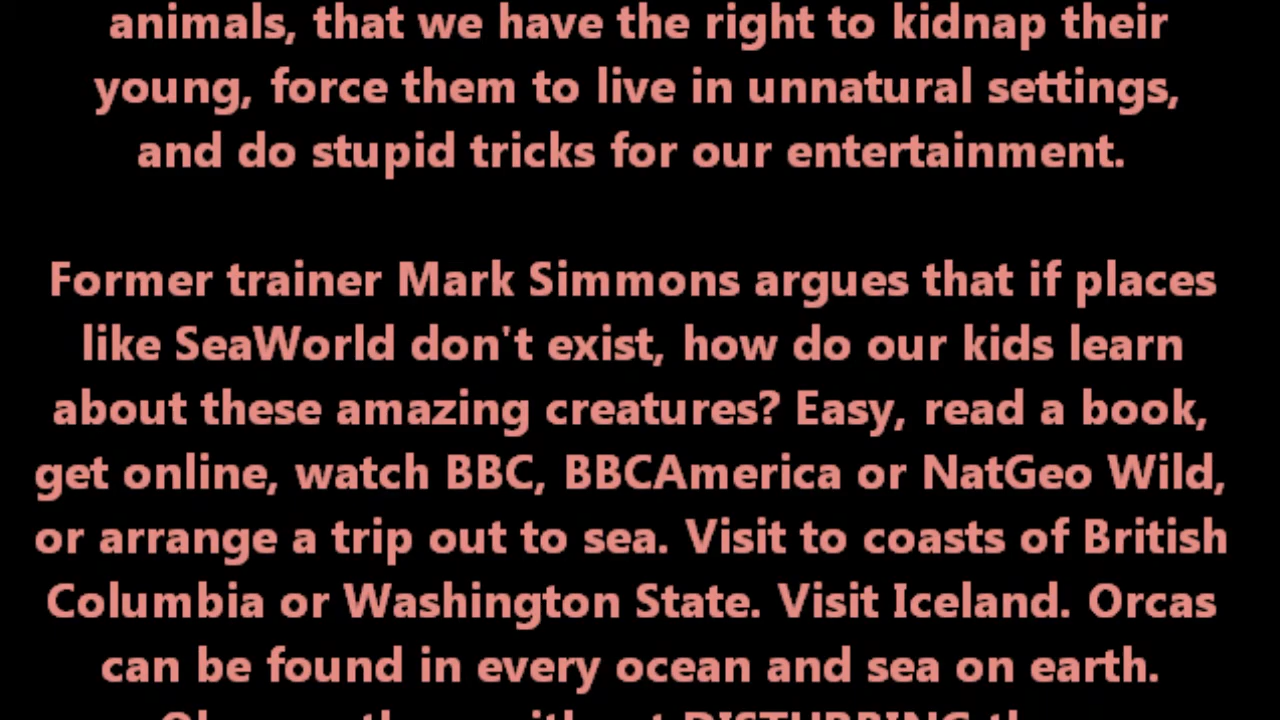 animals, that we have the right to kidnap their
young, force them to live in unnatural settings,
and do stupid tricks for our entertainment.
Former trainer Mark Simmons argues that if places
like SeaWorld don't exist, how do our kids learn
about these amazing creatures? Easy, read a book,
get online, watch BBC, BBCAmerica or NatGeo Wild,
or arrange a trip out to sea. Visit to coasts of British
Columbia or Washington State. Visit Iceland. Orcas
can be found in every ocean and sea on earth.